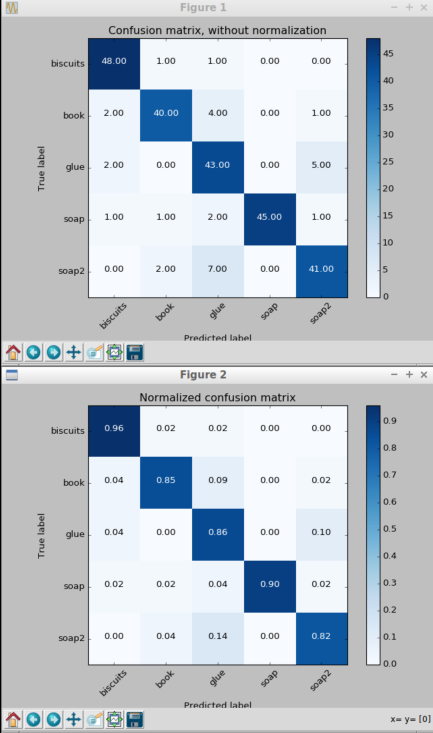 Figure 1
Confusion matrix, without normalization
biscuits 48.00 1.00 1.00 0.00 0.00
book 2.00 40.00 4.00 0.00 1.00
glue 2.00 0.00 43.00 0.00 5.00
soap 1.00 1.00 2.00 45.00 1.00
soap2 0.00 2.00 7.00 0.00 41.00
biscuits book glue soap soap2
True label
Predicted label
45
40
35
30
25
20
15
10
5
0
Figure 2
Normalized confusion matrix
biscuits 0.96 0.02 0.02 0.00 0.00
book 0.04 0.85 0.09 0.00 0.02
glue 0.04 0.00 0.86 0.00 0.10
soap 0.02 0.02 0.04 0.90 0.02
soap2 0.00 0.04 0.14 0.00 0.82
biscuits book glue soap soap2
True label
Predicted label
0.9
0.8
0.7
0.6
0.5
0.4
0.3
0.2
0.1
0.0
x= y= [0]